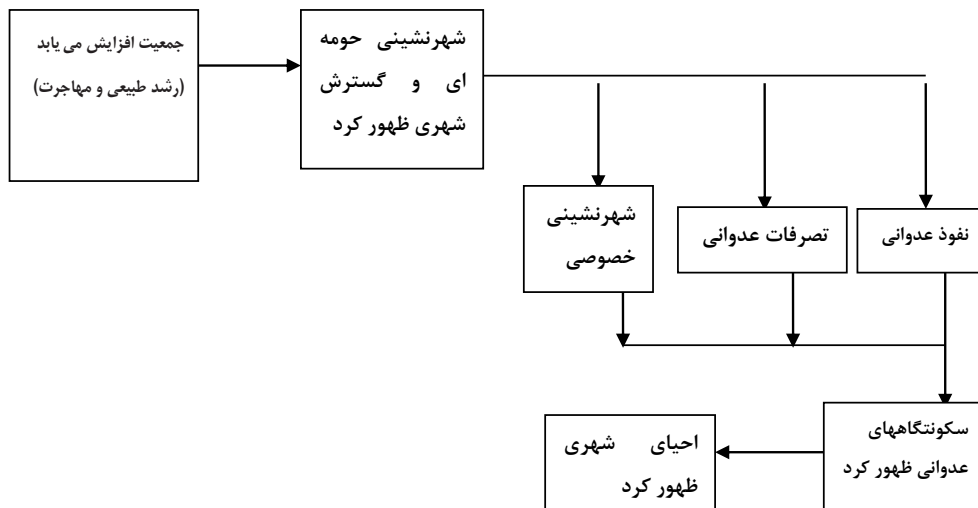 جمعیت افزایش می یابد
(رشد طبیعی و مهاجرت)
شهرنشینی حومه
ای و گسترش
شهری ظهور کرد
شهرنشینی
خصوصی
تصرفات عدوانی
نفوذ عدوانی
سکونتگاههای
عدوانی ظهور کرد
احیای شهری
ظهور کرد